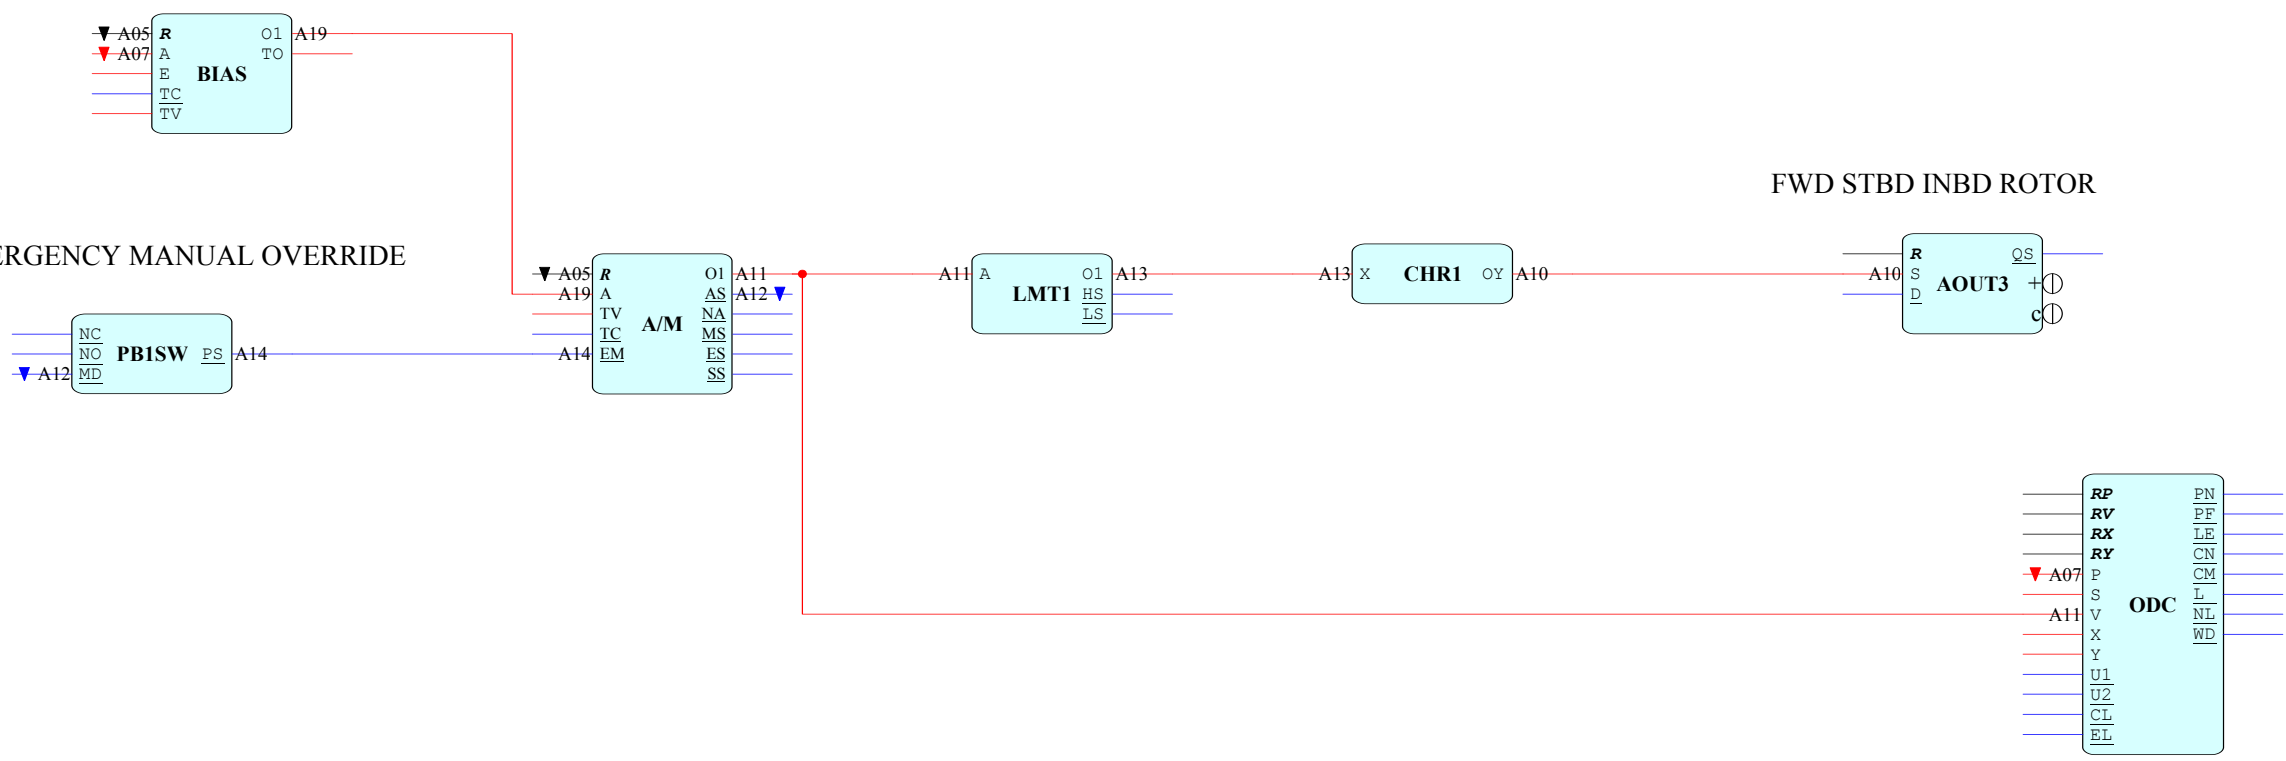 A05 R O1 A19
A07 A TO
E BIAS
TC
TV
FWD STBD INBD ROTOR
ERGENCY MANUAL OVERRIDE
NC
NO PB1SW PS A14
A12 MD
A05 R O1 A11
A19 A AS A12
TV A/M NA
TC MS
A14 EM ES
SS
A11 A O1 A13
LMT1 HS
LS
A13 X CHR1 OY A10
R QS
A10 S AOUT3 +
D
c
RP PN
RV PF
RX LE
RY CN
A07 P CM
S ODC L
A11 V NL
X WD
Y
U1
U2
CL
EL